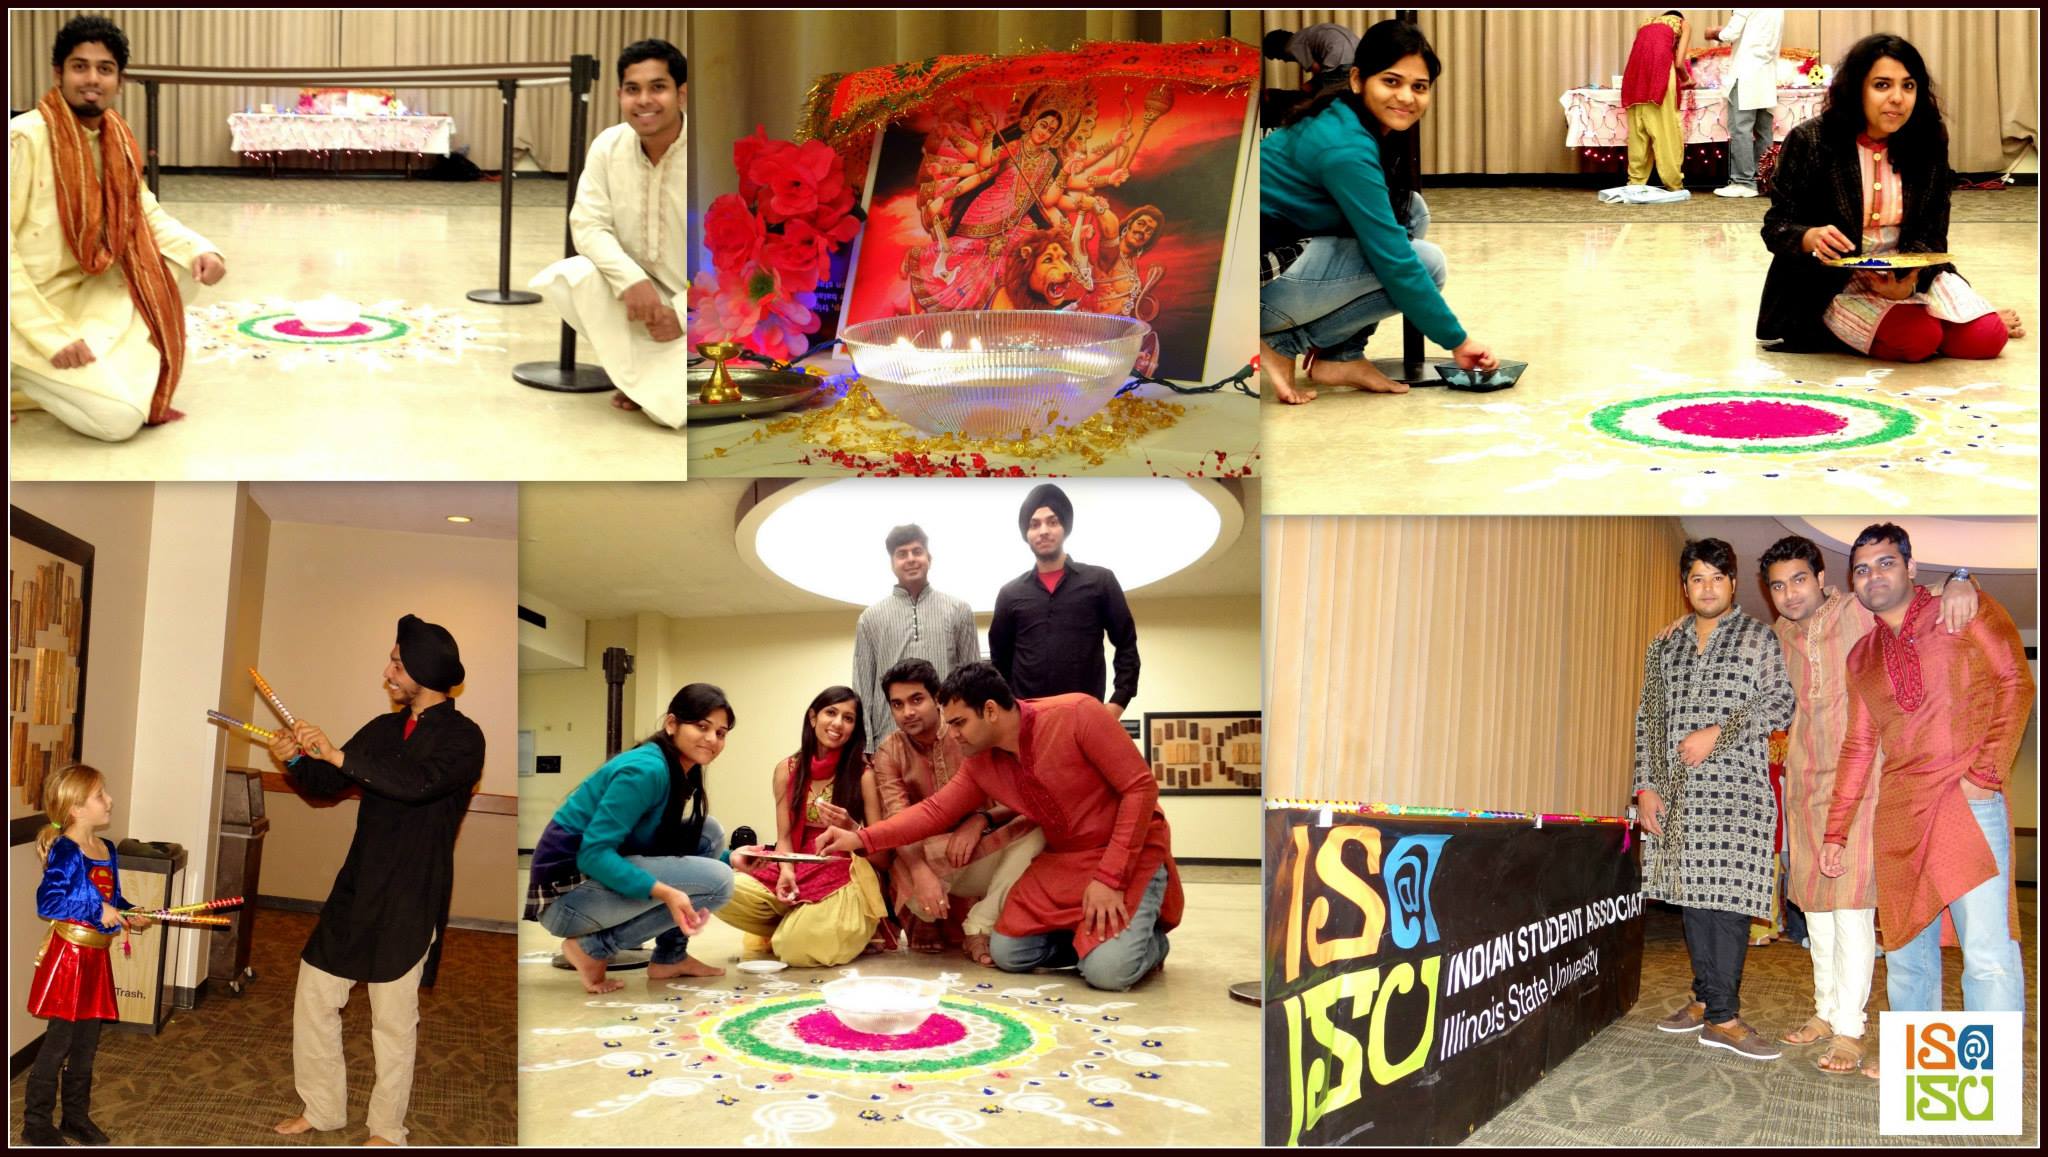 Trash.
IS@
ISU
INDIAN STUDENT ASSOCIAT
Illinois State University
IS@
ISU